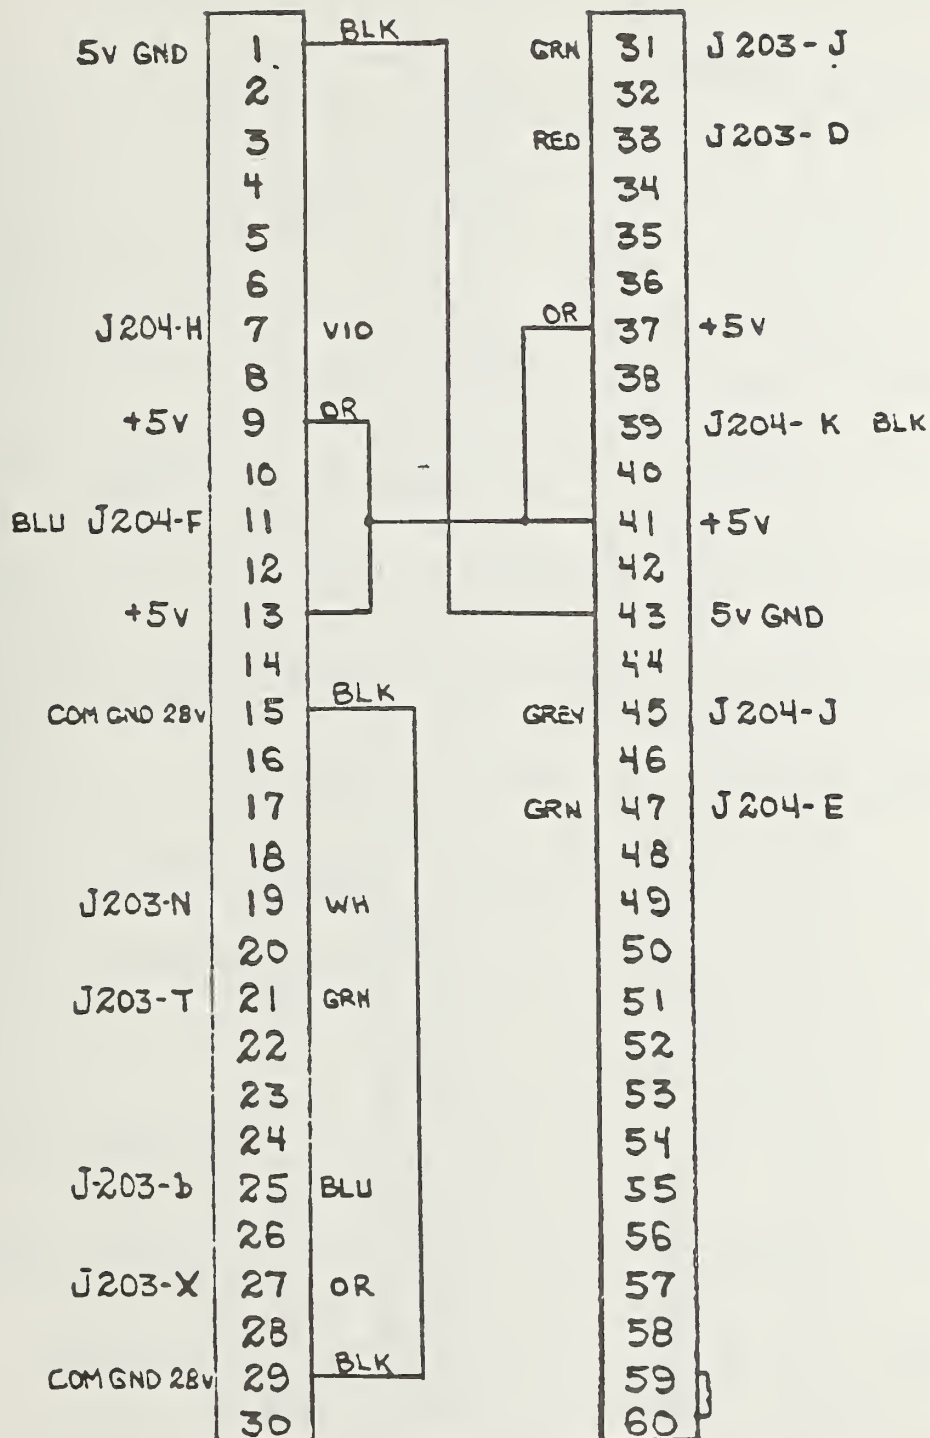 BLK
5V GND 1 GRN 31 J203-J
2 32
3 RED 33 J203-D
4 34
5 35
6 36
J204-H 7 VIO OR 37 +5V
8 38
+5V 9 OR 39 J204-K BLK
10 40
BLU J204-F 11 41 +5V
12 42
+5V 13 43 5V GND
14 44
COM GND 28V 15 BLK GREY 45 J204-J
16 46
17 GRN 47 J204-E
18 48
J203-N 19 WH 49
20 50
J203-T 21 GRN 51
22 52
23 53
24 54
J-203-b 25 BLU 55
26 56
J203-X 27 OR 57
28 58
COM GND 28V 29 BLK 59
30 60